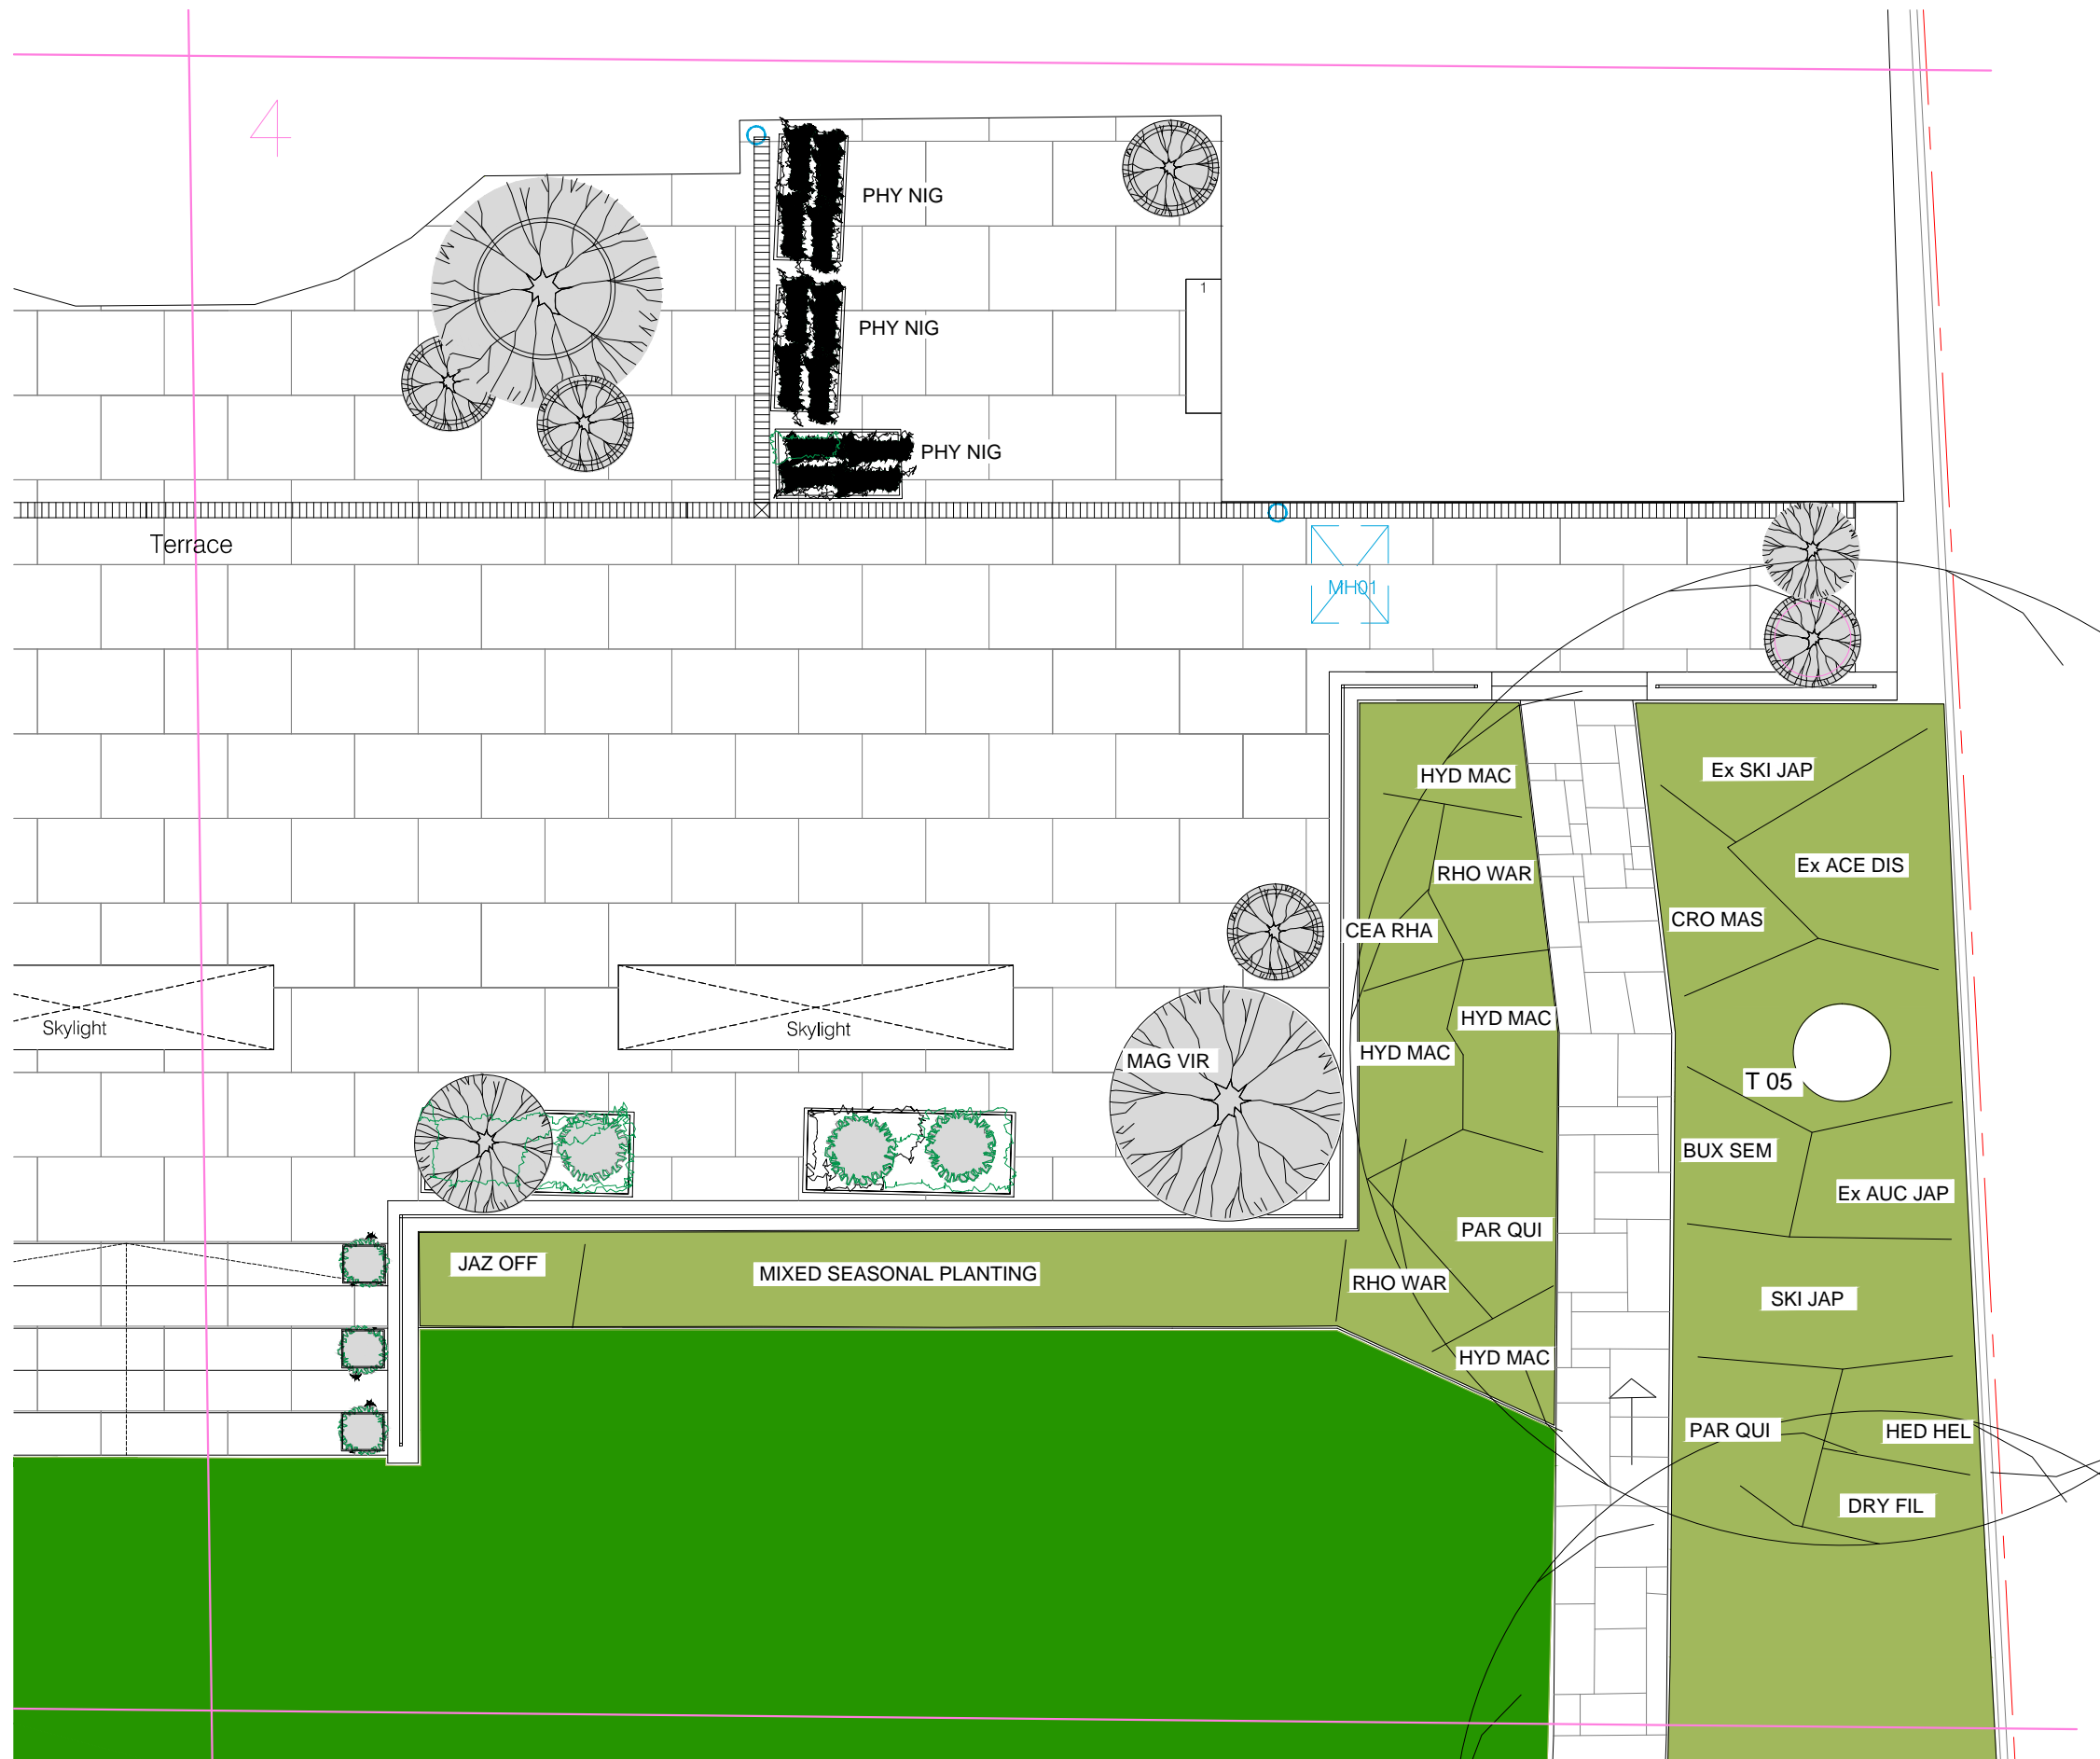 4
PHY NIG
1
PHY NIG
PHY NIG
Terrace
MH01
Ex SKI JAP
HYD MAC
Ex ACE DIS
RHO WAR
CRO MAS
CEA RHA
HYD MAC
Skylight
Skylight
HYD MAC
MAG VIR
T 05
BUX SEM
Ex AUC JAP
PAR QUI
JAZ OFF
MIXED SEASONAL PLANTING
RHO WAR
SKI JAP
HYD MAC
PAR QUI
HED HEL
DRY FIL